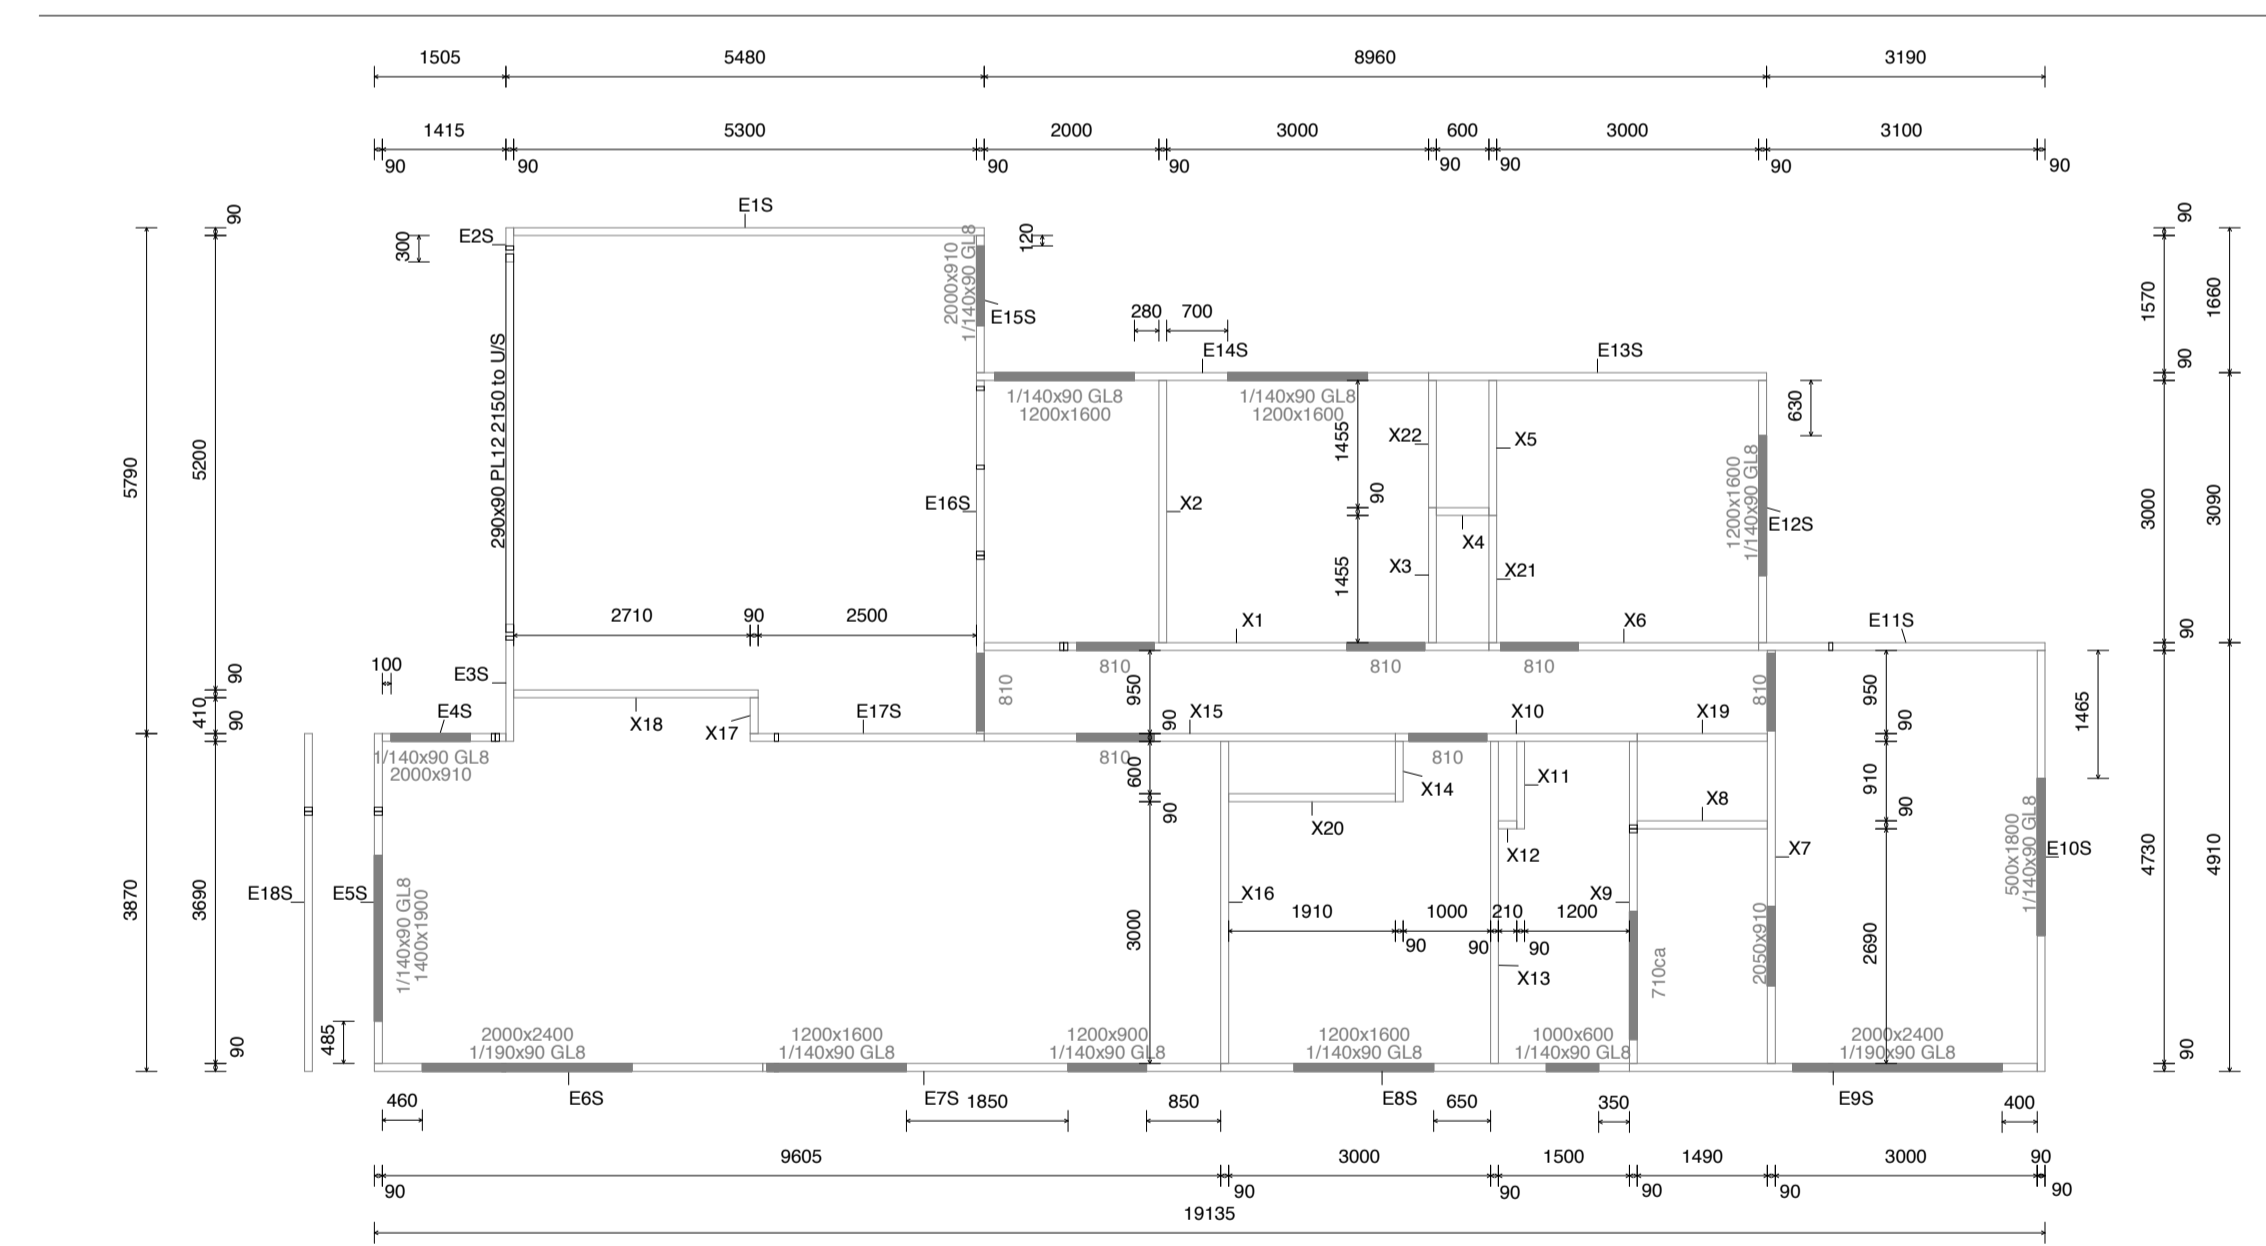 1505
5480
8960
3190
1415
5300
2000
3000
600
3000
3100
90
90
90
90
90
90
90
90
E1S
E2S
90
300
120
90
2000x910
1/140x90 GL8
E15S
280
700
1570
1660
E14S
E13S
90
1/140x90 GL8
1200x1600
1/140x90 GL8
1200x1600
630
290x90 PL12 2150 to U/S
5790
5200
1455
X22
X5
1200x1600
1/140x90 GL8
E16S
X2
90
X4
E12S
3000
3090
X3
1455
X21
2710
90
2500
X1
X6
E11S
90
100
E3S
90
810
810
810
810
810
950
950
1465
410
90
E4S
X18
X17
E17S
90
X15
X10
X19
90
1/140x90 GL8
2000x910
810
600
810
X14
X11
910
90
X20
90
X12
X8
X7
E10S
500x1800
1/140x90 GL8
4730
4910
3870
3690
E18S
E5S
1/140x90 GL8
1400x1900
3000
X16
X9
1910
1000
210
1200
90
90
90
X13
710ca
2050x910
2690
90
485
2000x2400
1/190x90 GL8
1200x1600
1/140x90 GL8
1200x900
1/140x90 GL8
1200x1600
1/140x90 GL8
1000x600
1/140x90 GL8
2000x2400
1/190x90 GL8
90
460
E6S
E7S
1850
850
E8S
650
350
E9S
400
9605
3000
1500
1490
3000
90
90
90
90
90
90
90
19135